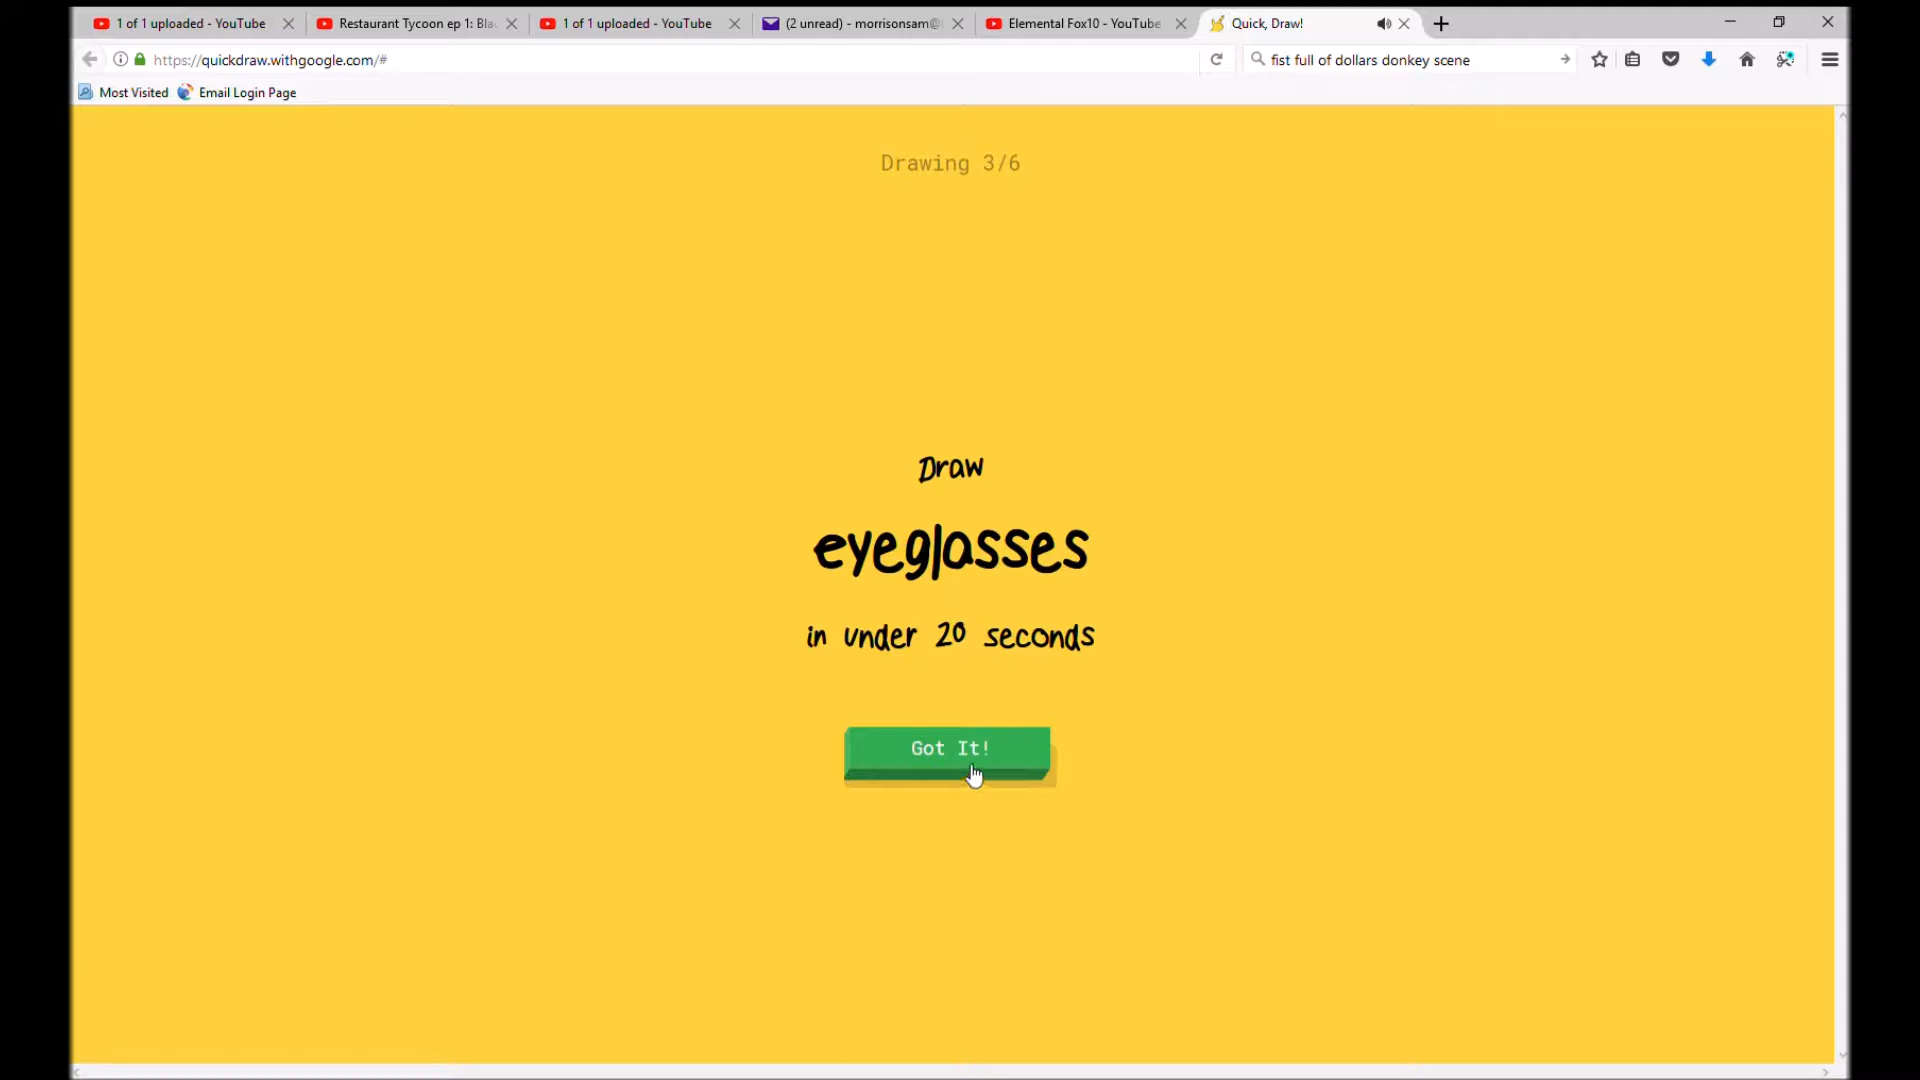 1 of 1 uploaded - YouTube
Restaurant Tycoon ep 1: Bla
1 of 1 uploaded - YouTube
(2 unread) - morrisonsam@
Elemental Fox10 - YouTube
Quick, Draw!
https://quickdraw.withgoogle.com/#
fist full of dollars donkey scene
Most Visited
Email Login Page
Drawing 3/6
Draw
eyeglasses
in under 20 seconds
Got It!